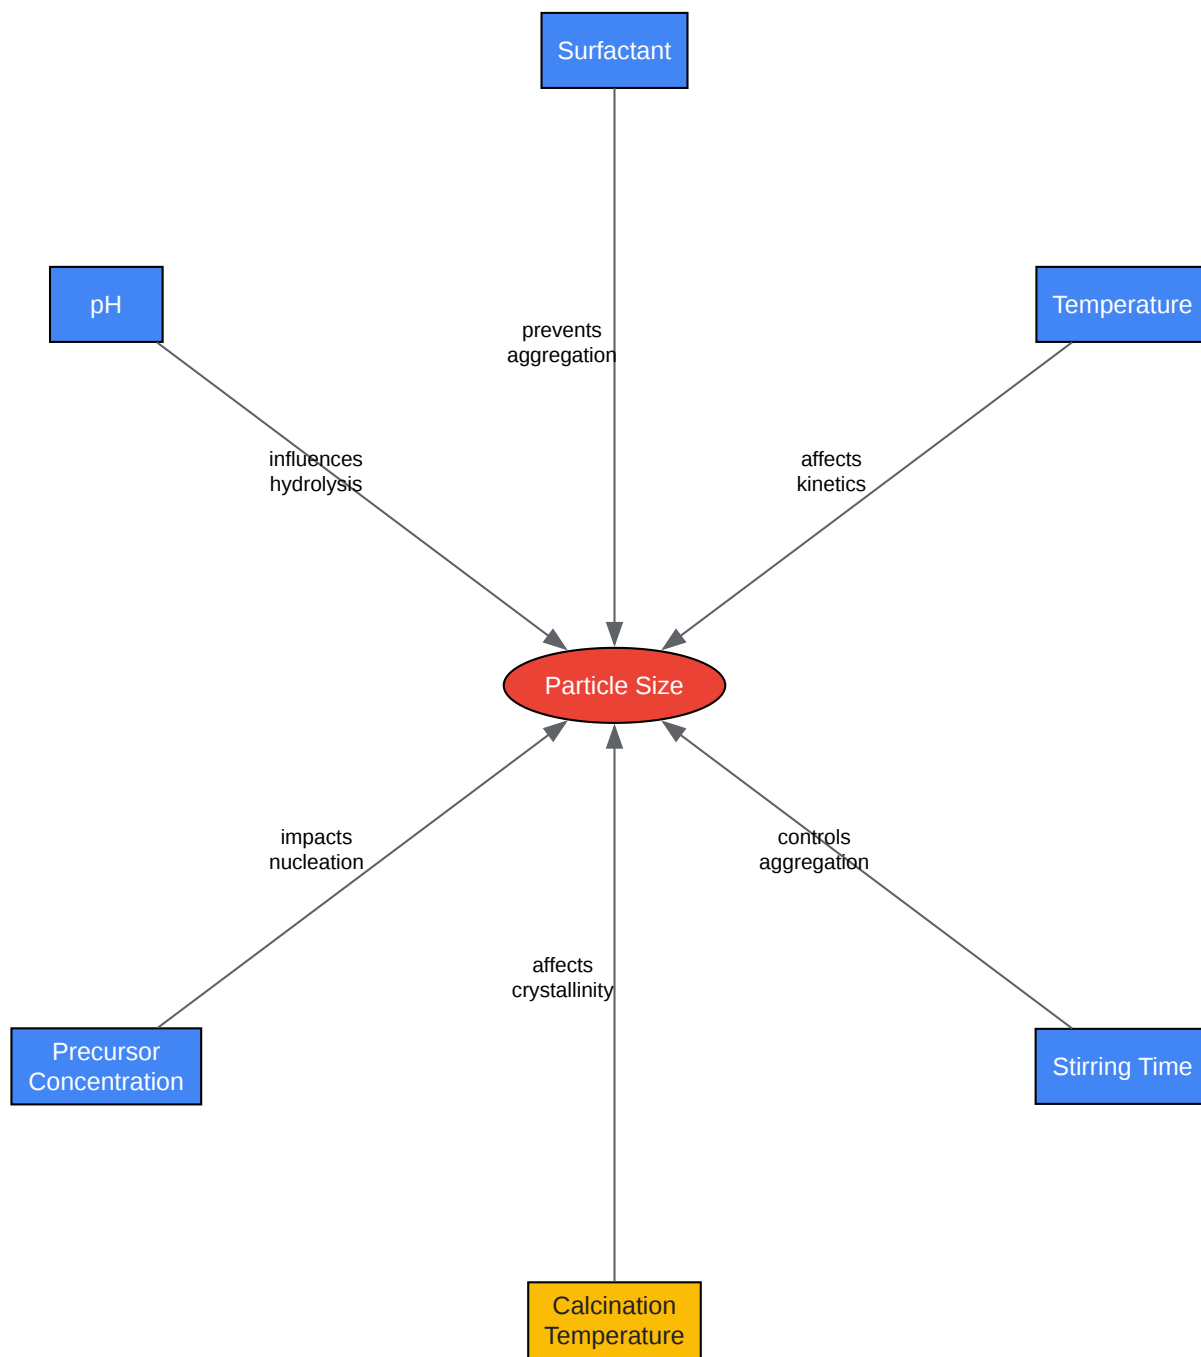 Surfactant
pH
Temperature
prevents
aggregation
influences
hydrolysis
affects
kinetics
Particle Size
impacts
nucleation
controls
aggregation
affects
crystallinity
Precursor
Concentration
Stirring Time
Calcination
Temperature